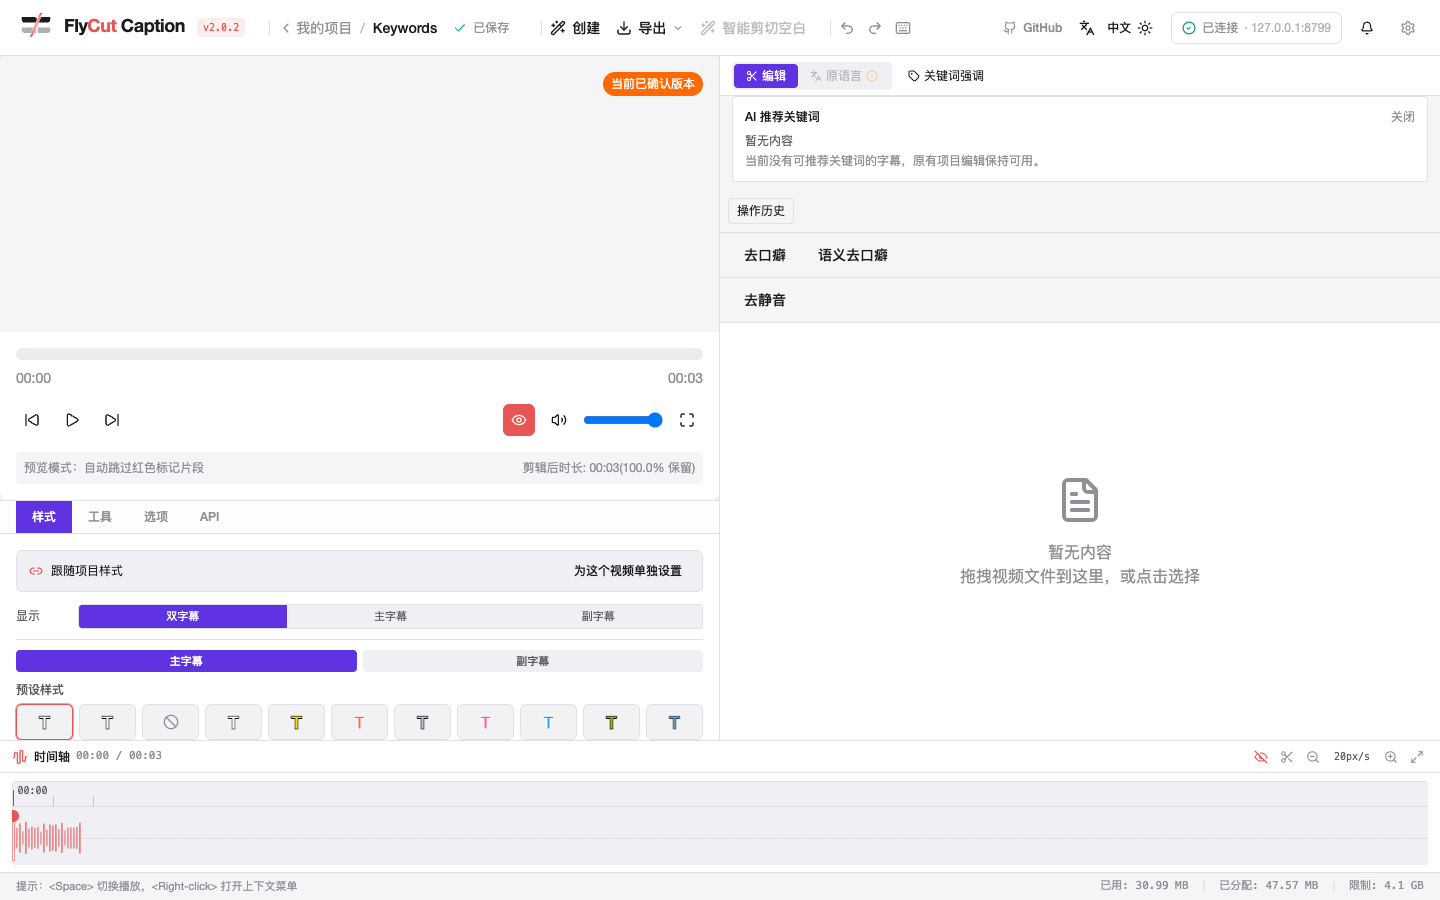 FlyCut Caption v2.0.2 我的项目 / Keywords 已保存 创建 导出 智能剪切空白 GitHub 中文 已连接 · 127.0.0.1:8799
当前已确认版本
编辑 原语言 关键词强调
AI 推荐关键词 关闭
暂无内容
当前没有可推荐关键词的字幕，原有项目编辑保持可用。
操作历史
去口癖 语义去口癖
去静音
00:00 00:03
预览模式：自动跳过红色标记片段 剪辑后时长: 00:03(100.0% 保留)
暂无内容
拖拽视频文件到这里，或点击选择
样式 工具 选项 API
跟随项目样式 为这个视频单独设置
显示 双字幕 主字幕 副字幕
主字幕 副字幕
预设样式
T T T T T T T T T T
时间轴 00:00 / 00:03 20px/s
00:00
提示：<Space> 切换播放，<Right-click> 打开上下文菜单 已用: 30.99 MB 已分配: 47.57 MB 限制: 4.1 GB